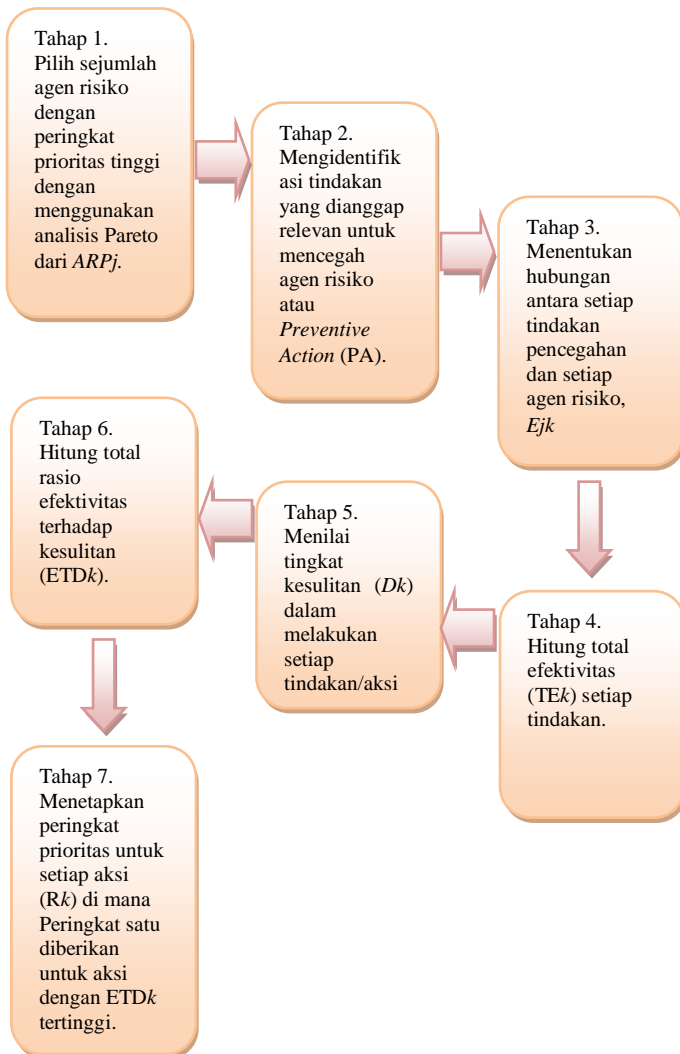 Tahap 1.
Pilih sejumlah
agen risiko
dengan
peringkat
prioritas tinggi
dengan
menggunakan
analisis Pareto
dari ARPj.
Tahap 2.
Mengidentifik
asi tindakan
yang dianggap
relevan untuk
mencegah
agen risiko
atau
Preventive
Action (PA).
Tahap 3.
Menentukan
hubungan
antara setiap
tindakan
pencegahan
dan setiap
agen risiko,
Ejk
Tahap 4.
Hitung total
efektivitas
(TEk) setiap
tindakan.
Tahap 5.
Menilai
tingkat
kesulitan (Dk)
dalam
melakukan
setiap
tindakan/aksi
Tahap 6.
Hitung total
rasio
efektivitas
terhadap
kesulitan
(ETDk).
Tahap 7.
Menetapkan
peringkat
prioritas untuk
setiap aksi
(Rk) di mana
Peringkat satu
diberikan
untuk aksi
dengan ETDk
tertinggi.